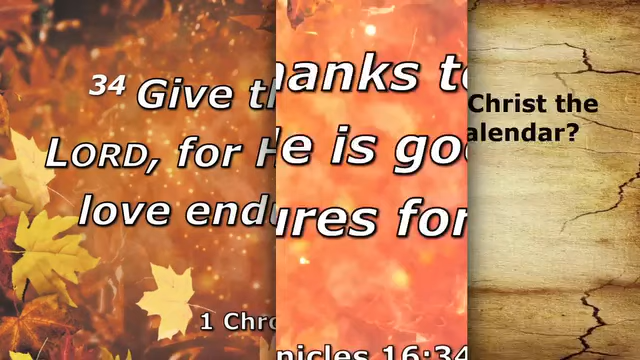 34 Give th
LORD, for H
love endu
1 Chro
hanks to
e is goo
ures for
nicles 16:34
Christ the
alendar?